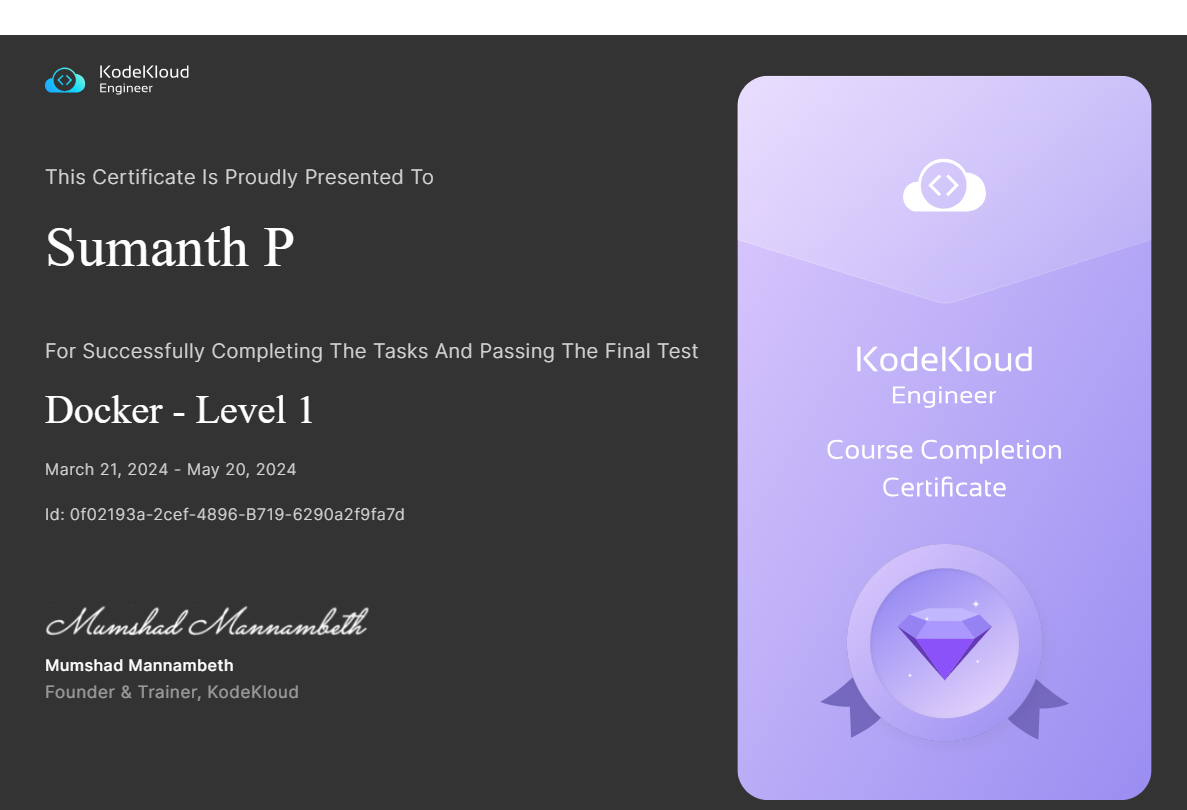 KodeKloud
Engineer
This Certificate Is Proudly Presented To
Sumanth P
For Successfully Completing The Tasks And Passing The Final Test
Docker - Level 1
March 21, 2024 - May 20, 2024
Id: 0f02193a-2cef-4896-B719-6290a2f9fa7d
Mumshad Mannambeth
Mumshad Mannambeth
Founder & Trainer, KodeKloud
KodeKloud
Engineer
Course Completion
Certificate